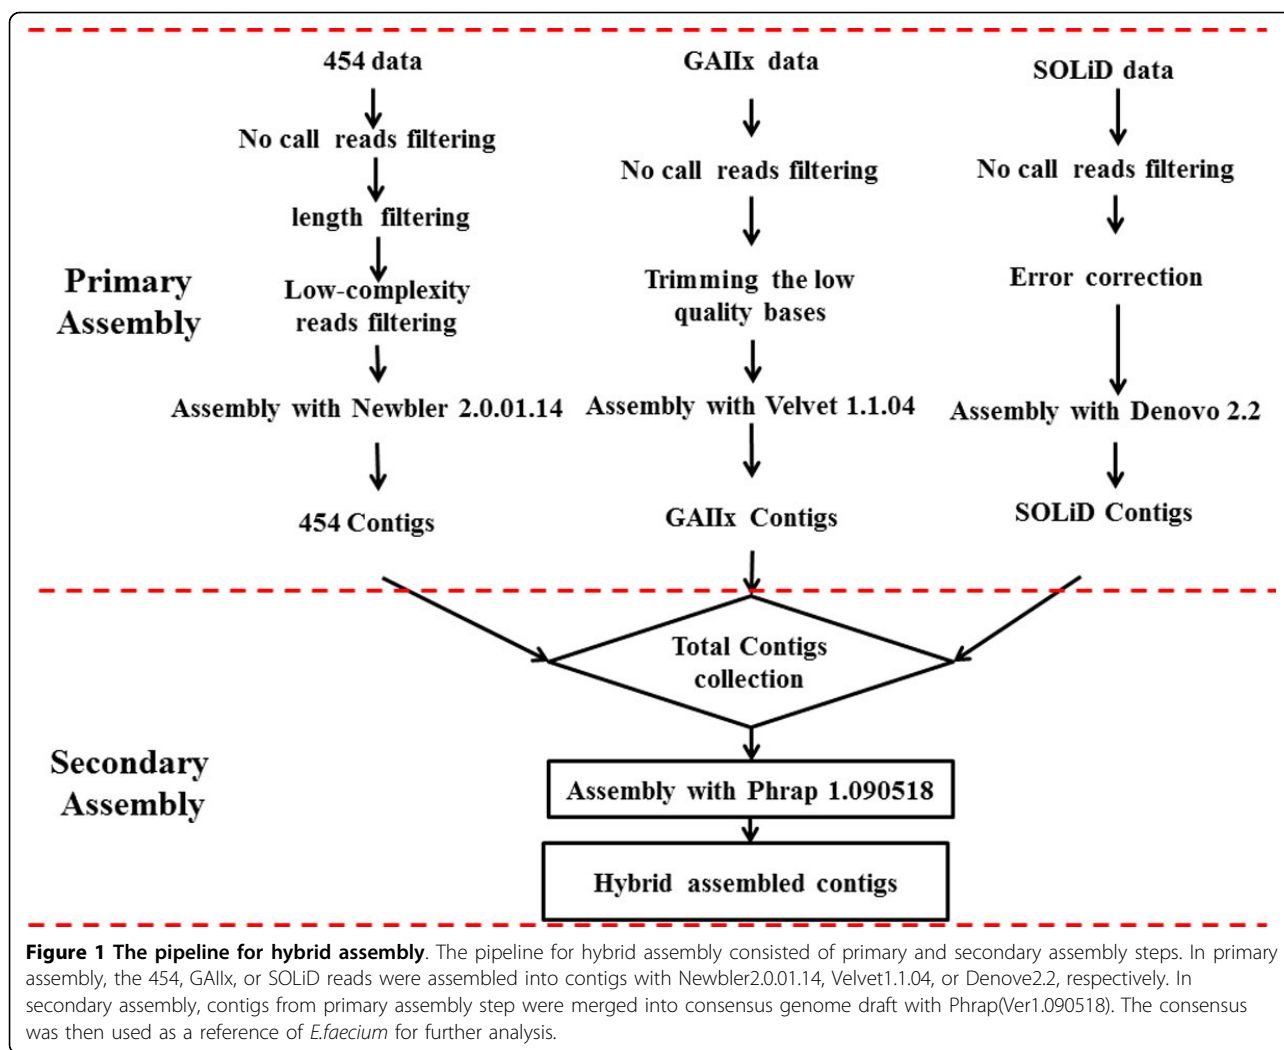 454 data
No call reads filtering
length filtering
Low-complexity
reads filtering
Assembly with Newbler 2.0.01.14
454 Contigs
GAIIx data
No call reads filtering
Trimming the low
quality bases
Assembly with Velvet 1.1.04
GAIIx Contigs
SOLiD data
No call reads filtering
Error correction
Assembly with Denovo 2.2
SOLiD Contigs
Primary
Assembly
Total Contigs
collection
Secondary
Assembly
Assembly with Phrap 1.090518
Hybrid assembled contigs
Figure 1 The pipeline for hybrid assembly. The pipeline for hybrid assembly consisted of primary and secondary assembly steps. In primary
assembly, the 454, GAIIx, or SOLiD reads were assembled into contigs with Newbler2.0.01.14, Velvet1.1.04, or Denove2.2, respectively. In
secondary assembly, contigs from primary assembly step were merged into consensus genome draft with Phrap(Ver1.090518). The consensus
was then used as a reference of E.faecium for further analysis.